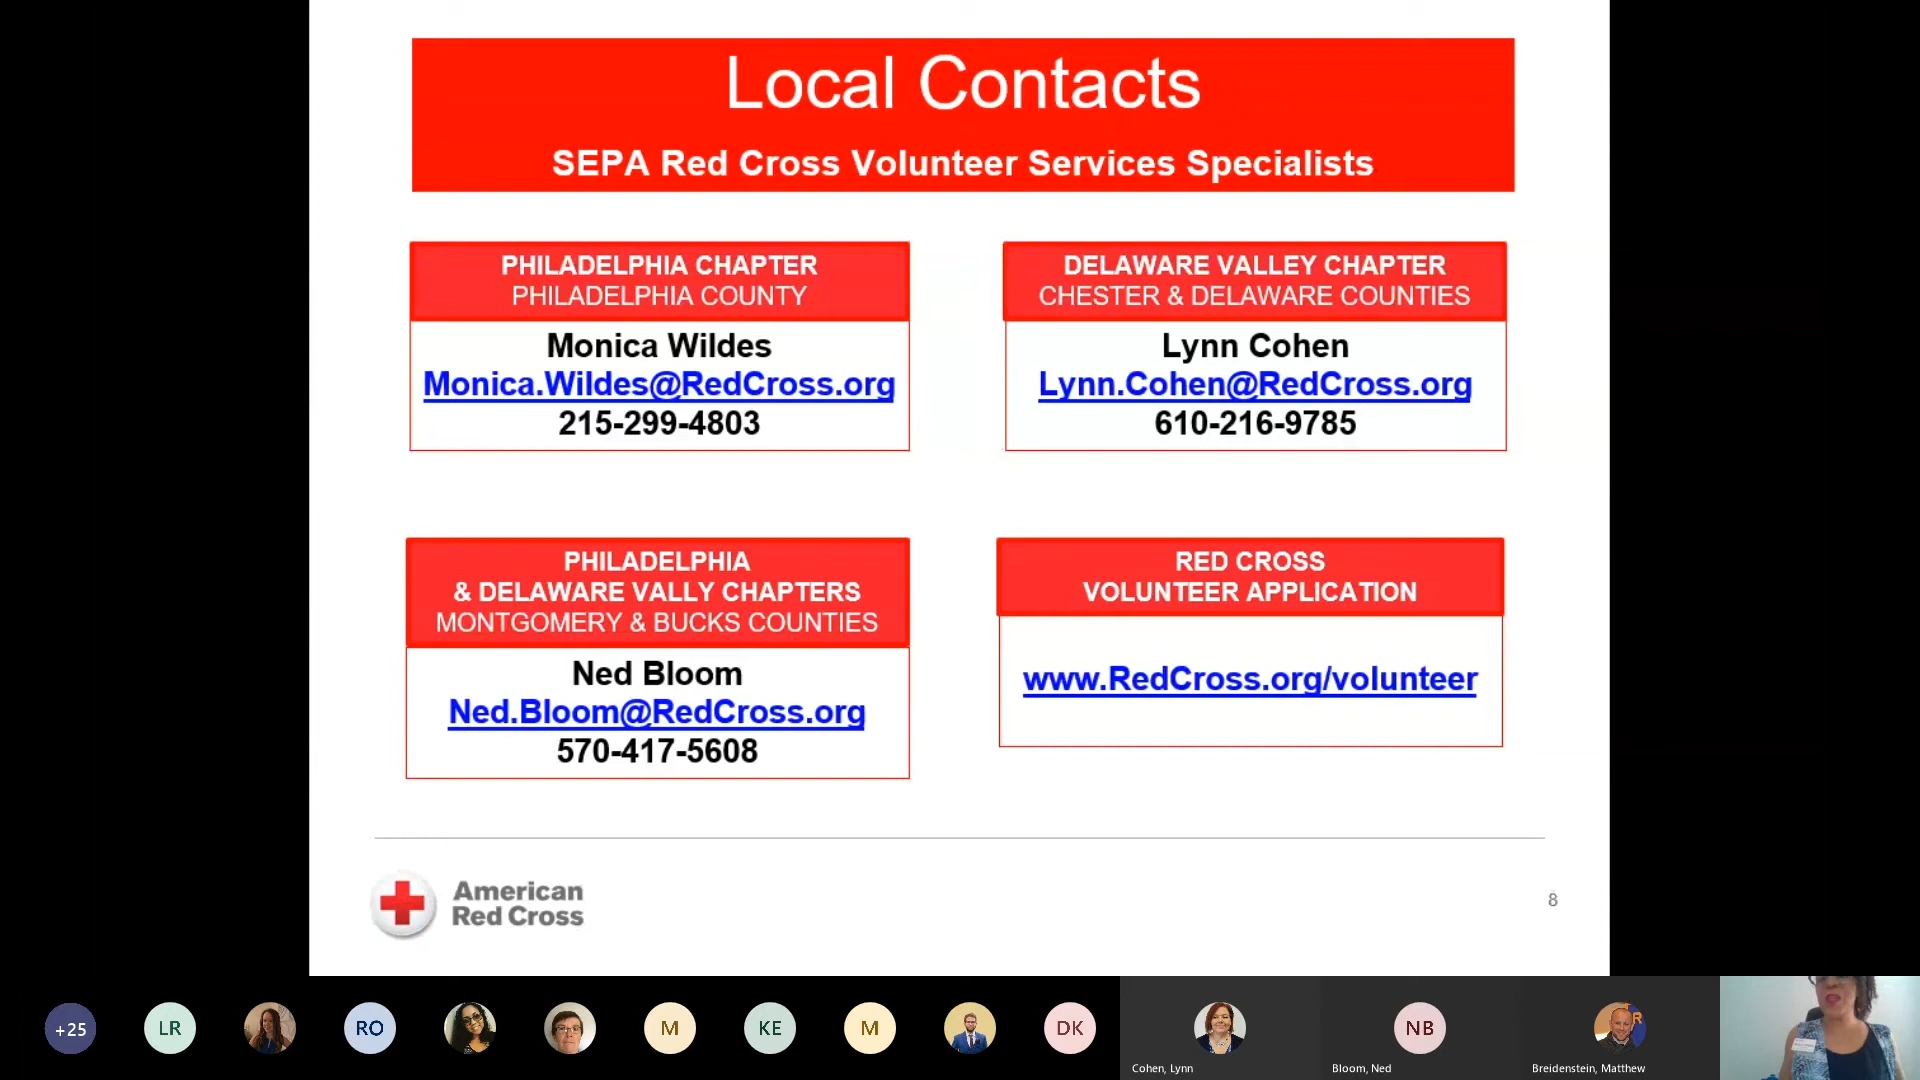 Local Contacts
SEPA Red Cross Volunteer Services Specialists
PHILADELPHIA CHAPTER
PHILADELPHIA COUNTY
Monica Wildes
Monica.Wildes@RedCross.org
215-299-4803
DELAWARE VALLEY CHAPTER
CHESTER & DELAWARE COUNTIES
Lynn Cohen
Lynn.Cohen@RedCross.org
610-216-9785
PHILADELPHIA
& DELAWARE VALLY CHAPTERS
MONTGOMERY & BUCKS COUNTIES
Ned Bloom
Ned.Bloom@RedCross.org
570-417-5608
RED CROSS
VOLUNTEER APPLICATION
www.RedCross.org/volunteer
American
Red Cross
8
+25
LR
RO
M
KE
M
DK
Cohen, Lynn
NB
Bloom, Ned
R
Breidenstein, Matthew